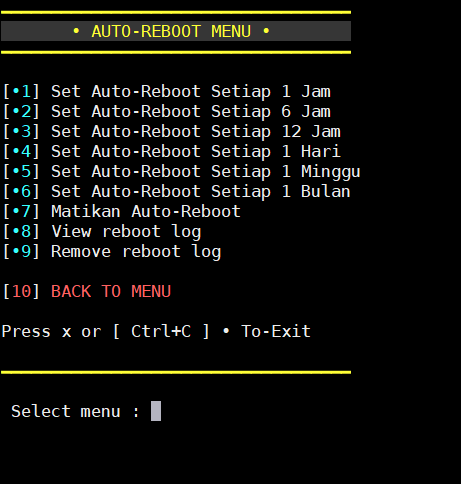 • AUTO-REBOOT MENU •
[•1] Set Auto-Reboot Setiap 1 Jam
[•2] Set Auto-Reboot Setiap 6 Jam
[•3] Set Auto-Reboot Setiap 12 Jam
[•4] Set Auto-Reboot Setiap 1 Hari
[•5] Set Auto-Reboot Setiap 1 Minggu
[•6] Set Auto-Reboot Setiap 1 Bulan
[•7] Matikan Auto-Reboot
[•8] View reboot log
[•9] Remove reboot log
[10] BACK TO MENU
Press x or [ Ctrl+C ] • To-Exit
Select menu :